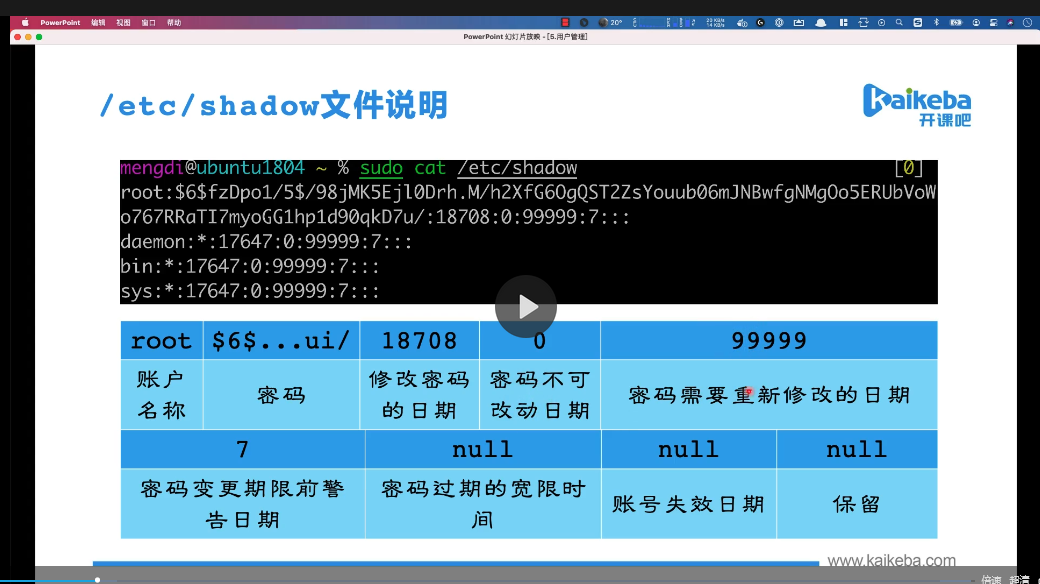 PowerPoint 编辑 视图 窗口 帮助
20°
PowerPoint 幻灯片放映 - [5.用户管理]
/etc/shadow文件说明
Kaikeba
开课吧
mengdi@ubuntu1804 ~ % sudo cat /etc/shadow [0]
root:$6$fzDpo1/5$/98jMK5Ejl0Drh.M/h2XfG6OgQST2ZsYouub06mJNBwfgNMgOo5ERUbVoW
o767RRaTI7myoGG1hp1d90qkD7u/:18708:0:99999:7:::
daemon:*:17647:0:99999:7:::
bin:*:17647:0:99999:7:::
sys:*:17647:0:99999:7:::
root $6$...ui/ 18708 0 99999
账户名称 密码 修改密码的日期 密码不可改动日期 密码需要重新修改的日期
7 null null null
密码变更期限前警告日期 密码过期的宽限时间 账号失效日期 保留
www.kaikeba.com
倍速 超清